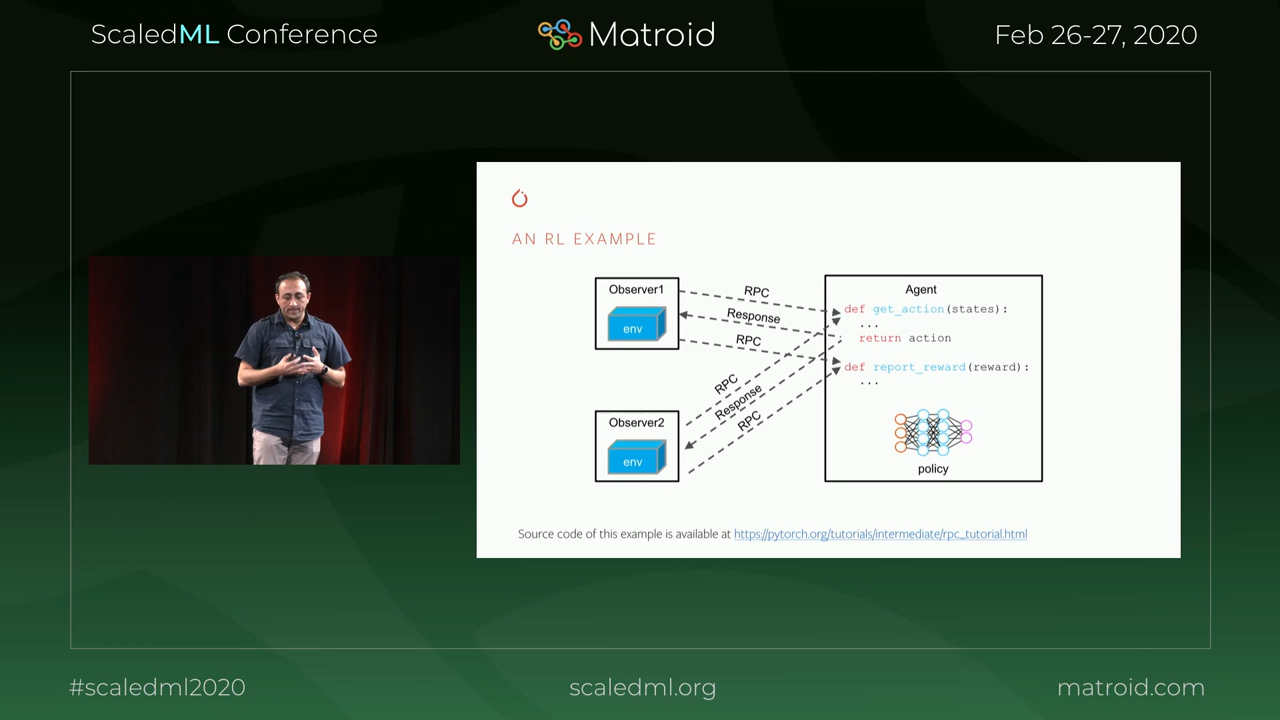 ScaledML Conference
Matroid
Feb 26-27, 2020
AN RL EXAMPLE
Observer1
env
RPC
Response
RPC
Agent
def get_action(states):
...
return action
def report_reward(reward):
...
policy
RPC
Response
RPC
Observer2
env
Source code of this example is available at https://pytorch.org/tutorials/intermediate/rpc_tutorial.html
#scaledml2020
scaledml.org
matroid.com